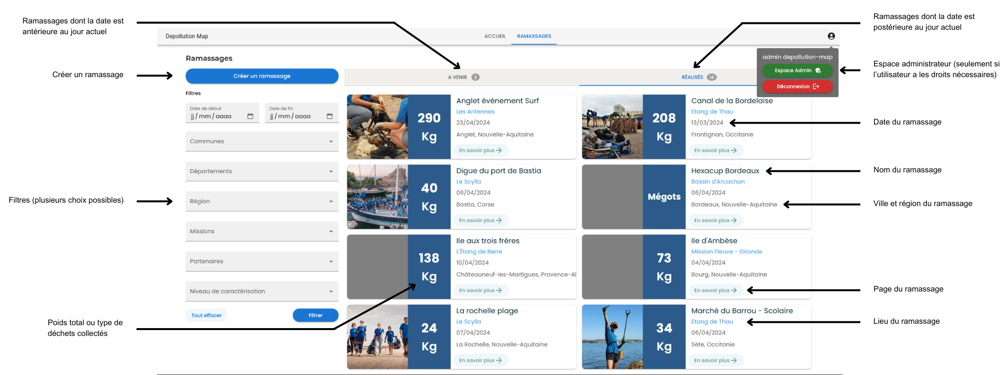 Ramassages dont la date est
antérieure au jour actuel
Ramassages dont la date est
postérieure au jour actuel
Depollution Map
ACCUEIL
RAMASSAGES
admin depollution-map
Espace Admin
Déconnexion
Espace administrateur (seulement si
l'utilisateur a les droits nécessaires)
Ramassages
Créer un ramassage
Créer un ramassage
A VENIR 2
RÉALISÉS 14
Filtres
Date de début
jj/mm/aaaa
Date de fin
jj/mm/aaaa
Communes
Départements
Région
Missions
Partenaires
Niveau de caractérisation
Tout effacer
Filtrer
Filtres (plusieurs choix possibles)
Poids total ou type de
déchets collectés
290
Kg
Anglet événement Surf
Les Antennes
23/04/2024
Anglet, Nouvelle-Aquitaine
En savoir plus
208
Kg
Canal de la Bordelaise
Etang de Thau
13/03/2024
Frontignan, Occitanie
En savoir plus
Date du ramassage
40
Kg
Digue du port de Bastia
Le Scylla
06/04/2024
Bastia, Corse
En savoir plus
Mégots
Hexacup Bordeaux
Bassin d'Arcachon
06/04/2024
Bordeaux, Nouvelle-Aquitaine
En savoir plus
Nom du ramassage
Ville et région du ramassage
138
Kg
Ile aux trois frères
L'Étang de Berre
10/04/2024
Châteauneuf-les-Martigues, Provence-Al
En savoir plus
73
Kg
Ile d'Ambèse
Mission Fleuve - Gironde
04/04/2024
Bourg, Nouvelle-Aquitaine
En savoir plus
Page du ramassage
24
Kg
La rochelle plage
Le Scylla
07/04/2024
La Rochelle, Nouvelle-Aquitaine
En savoir plus
34
Kg
Marché du Barrou - Scolaire
Etang de Thau
06/04/2024
Sète, Occitanie
En savoir plus
Lieu du ramassage